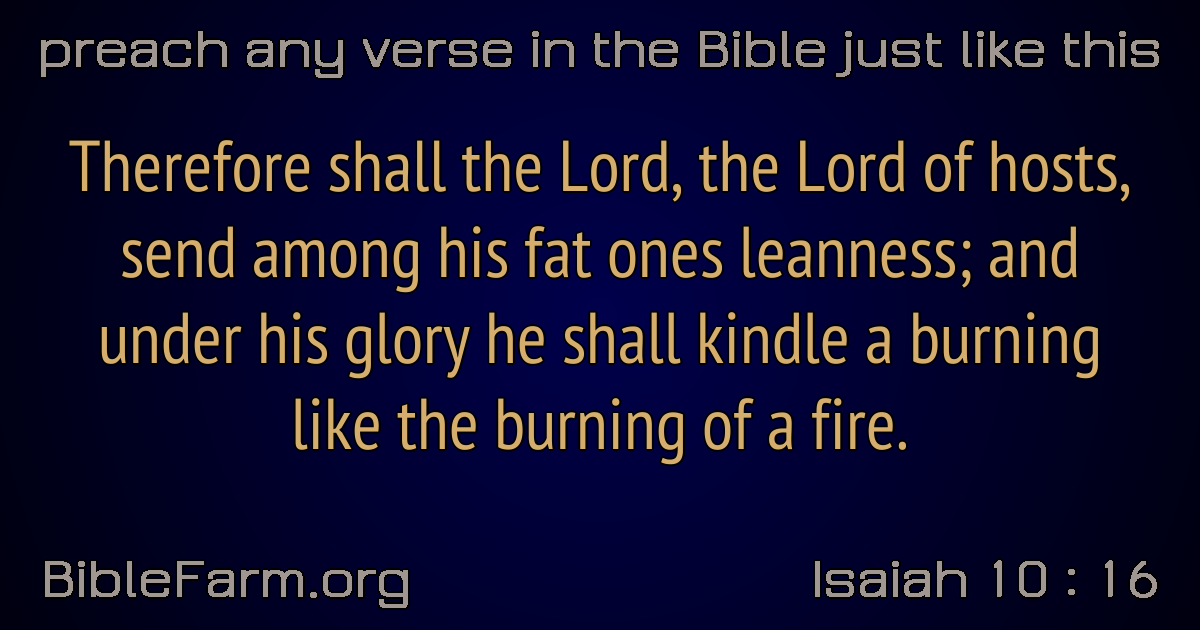 preach any verse in the Bible just like this
Therefore shall the Lord, the Lord of hosts,
send among his fat ones leanness; and
under his glory he shall kindle a burning
like the burning of a fire.
BibleFarm.org
Isaiah 10 : 16